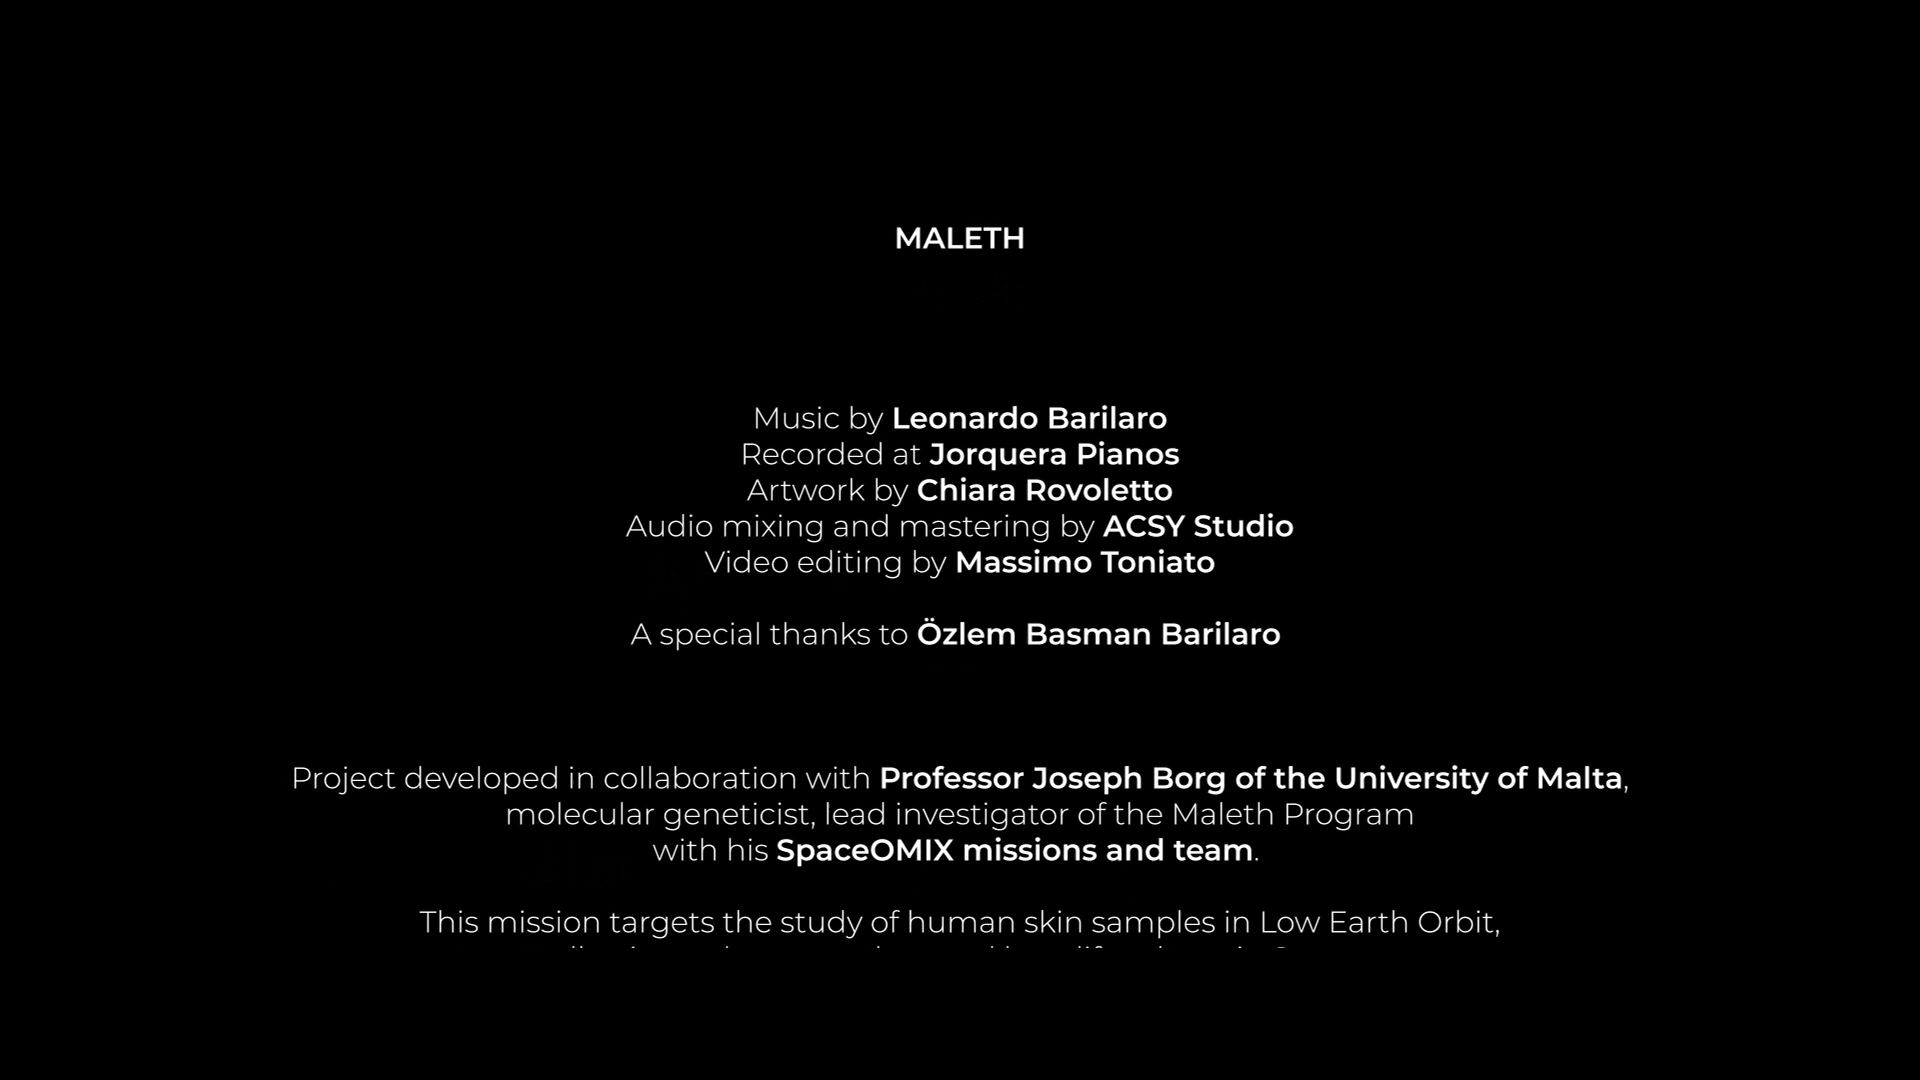 MALETH
Music by Leonardo Barilaro
Recorded at Jorquera Pianos
Artwork by Chiara Rovoletto
Audio mixing and mastering by ACSY Studio
Video editing by Massimo Toniato
A special thanks to Özlem Basman Barilaro
Project developed in collaboration with Professor Joseph Borg of the University of Malta,
molecular geneticist, lead investigator of the Maleth Program
with his SpaceOMIX missions and team.
This mission targets the study of human skin samples in Low Earth Orbit,